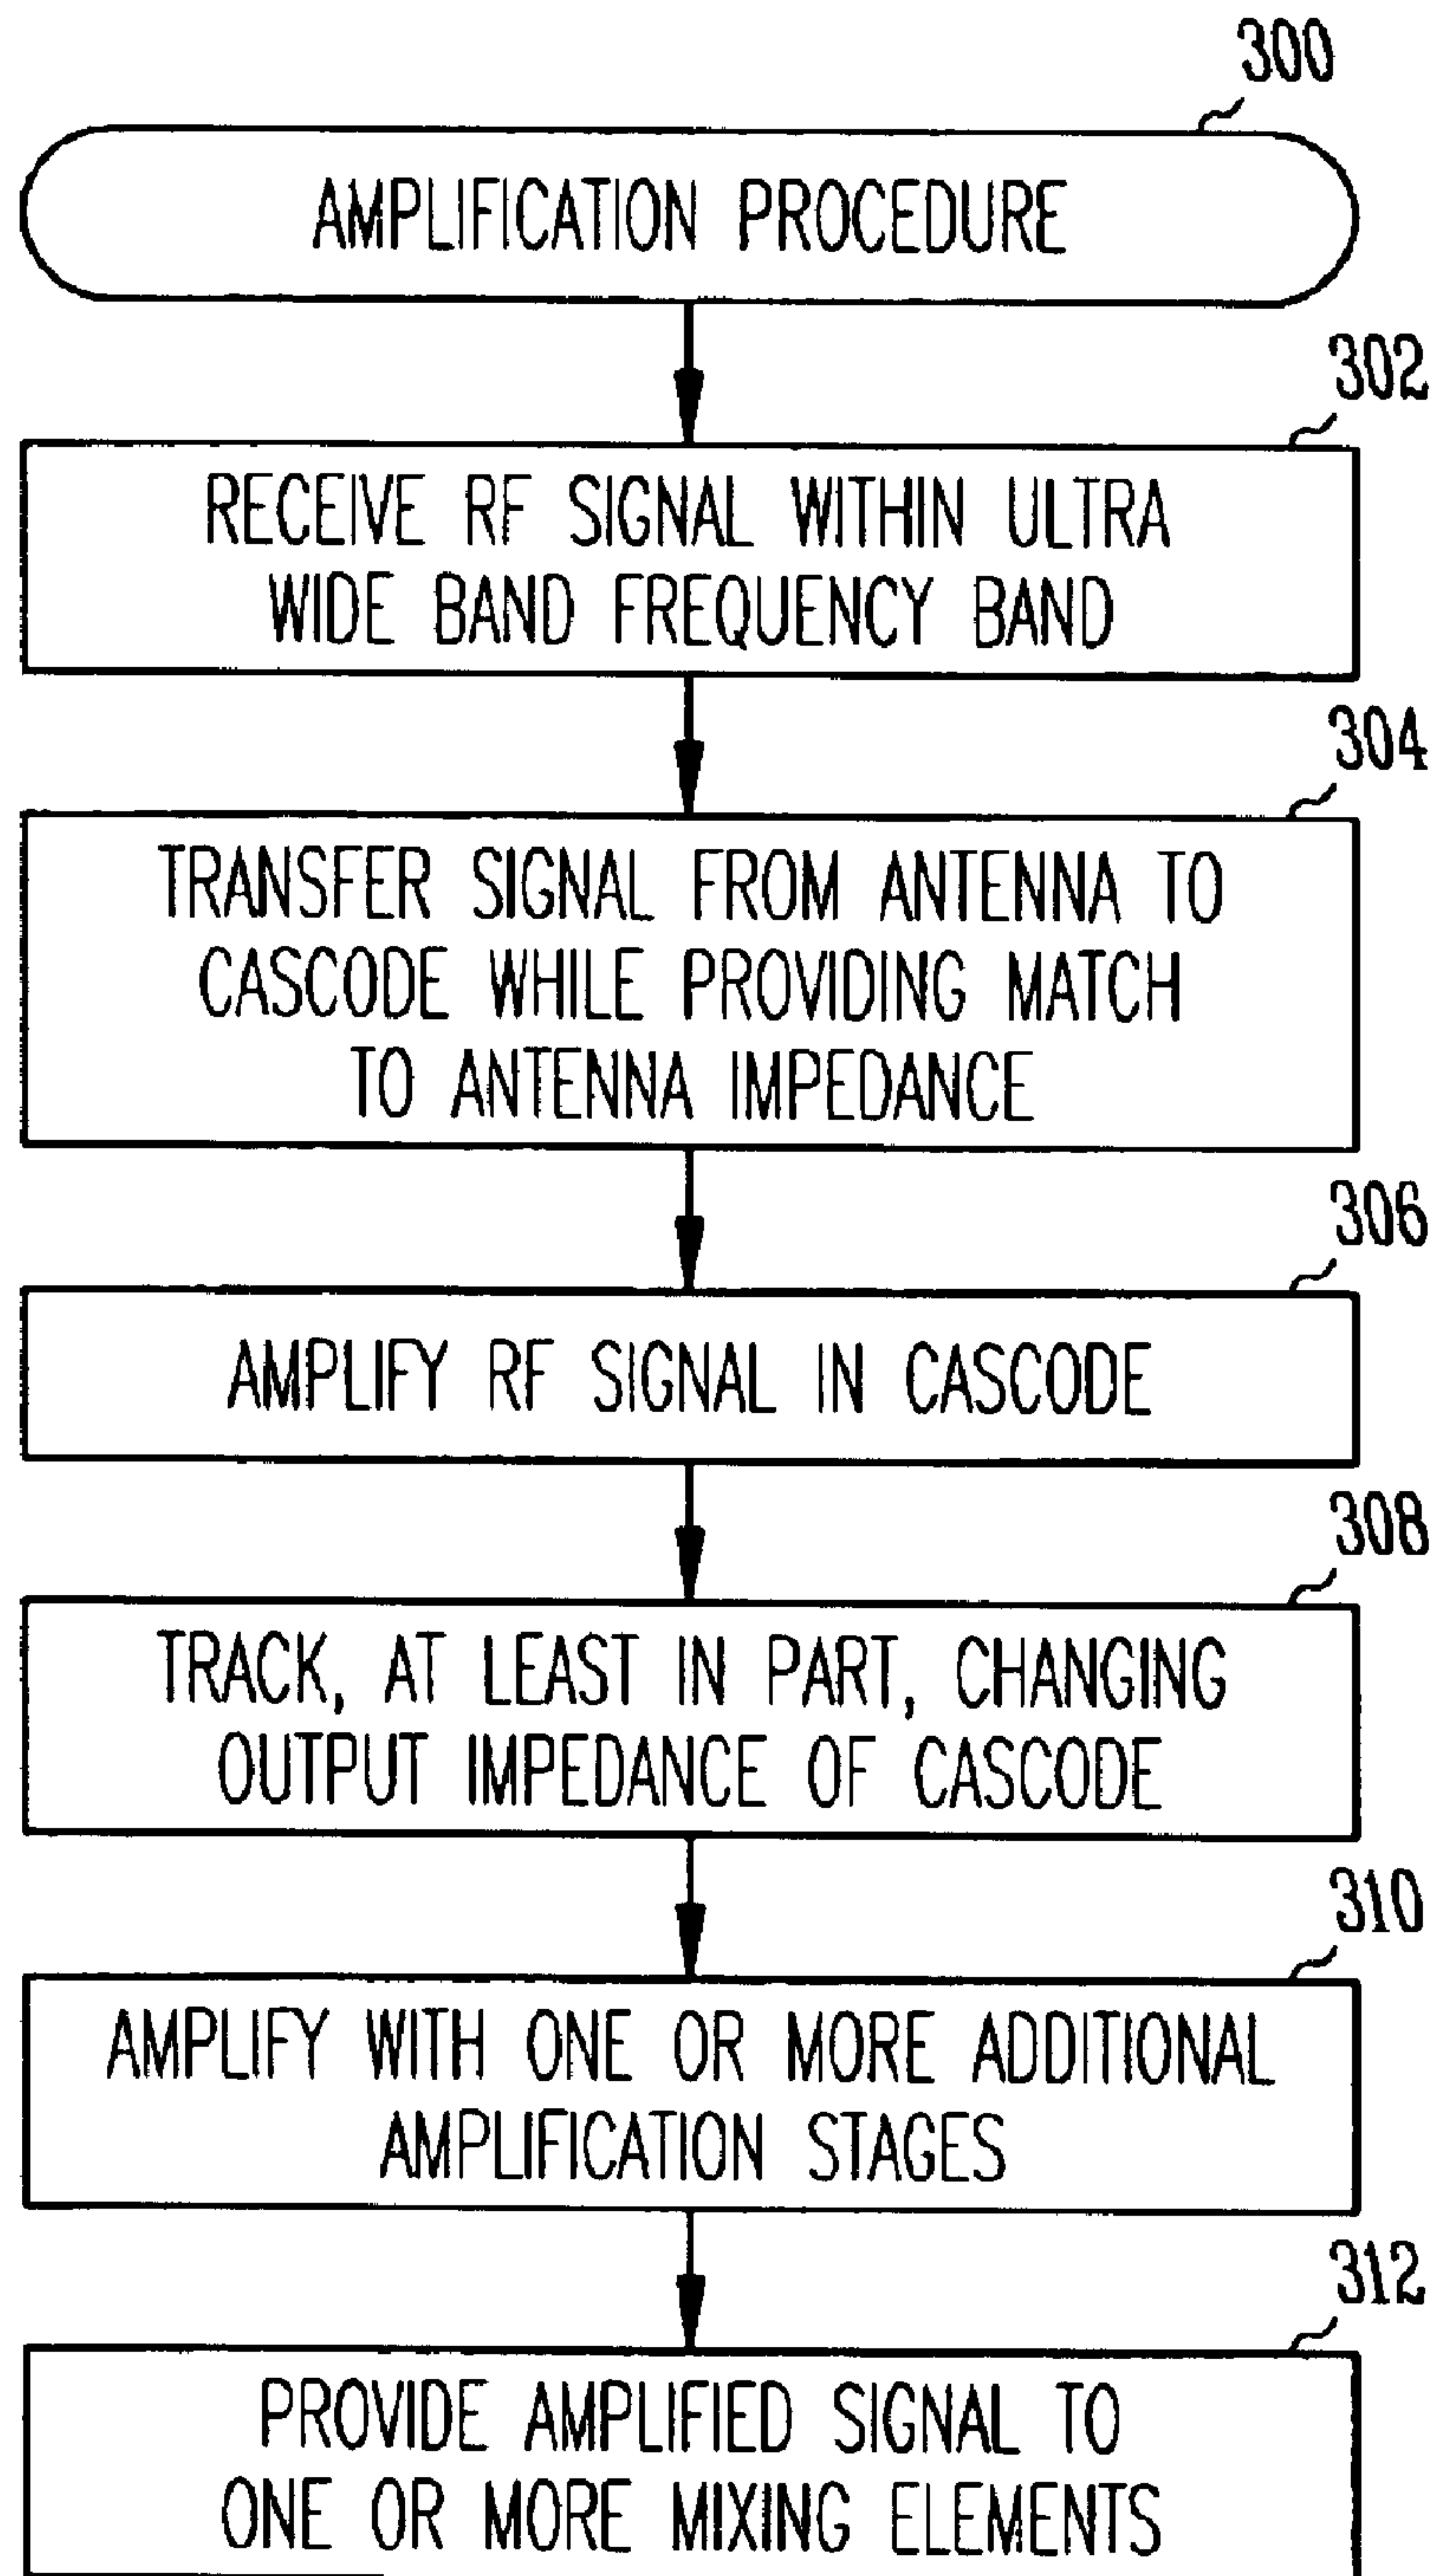 300
AMPLIFICATION PROCEDURE
302
RECEIVE RF SIGNAL WITHIN ULTRA
WIDE BAND FREQUENCY BAND
304
TRANSFER SIGNAL FROM ANTENNA TO
CASCODE WHILE PROVIDING MATCH
TO ANTENNA IMPEDANCE
306
AMPLIFY RF SIGNAL IN CASCODE
308
TRACK, AT LEAST IN PART, CHANGING
OUTPUT IMPEDANCE OF CASCODE
310
AMPLIFY WITH ONE OR MORE ADDITIONAL
AMPLIFICATION STAGES
312
PROVIDE AMPLIFIED SIGNAL TO
ONE OR MORE MIXING ELEMENTS